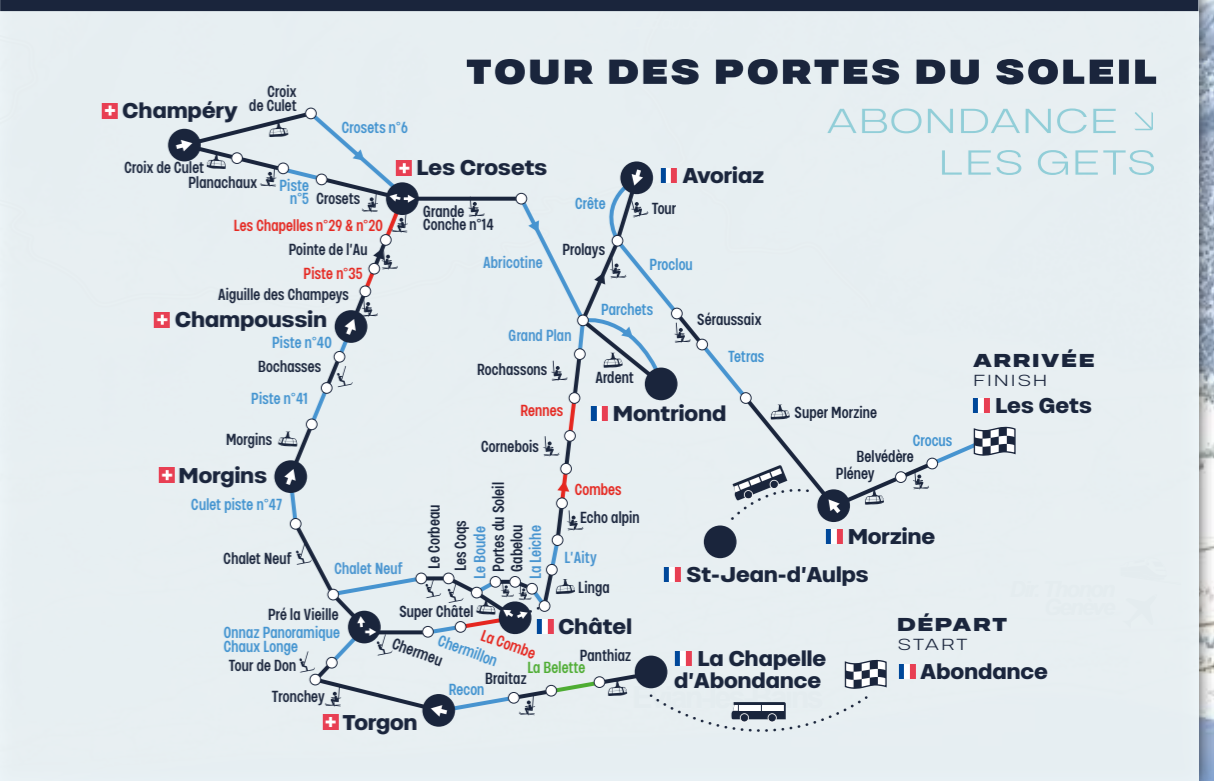 TOUR DES PORTES DU SOLEIL
ABONDANCE
LES GETS
Croix
de Culet
Champéry
Crosets n°6
Croix de Culet
Planachaux
Piste
n°5
Crosets
Les Crosets
Grande
Conche n°14
Les Chapelles n°29 & n°20
Pointe de l'Au
Piste n°35
Aiguille des Champeys
Champoussin
Piste n°40
Bochasses
Piste n°41
Morgins
Morgins
Culet piste n°47
Chalet Neuf
Chalet Neuf
Le Corbeau
Les Coqs
Le Boude
Portes du Soleil
Gabelou
La Leiche
Super Châtel
Pré la Vieille
Onnaz Panoramique
Chaux Longe
Tour de Don
Tronchey
Chermeu
Chermillon
La Combe
Châtel
Torgon
Recon
Braitaz
La Belette
Panthiaz
La Chapelle
d'Abondance
DÉPART
START
Abondance
Linga
L'Aity
Echo alpin
Combes
Cornebois
Rennes
Rochassons
Grand Plan
Abricotine
Parchets
Ardent
Montriond
Prolays
Crête
Tour
Avoriaz
Proclou
Séraussaix
Tetras
Super Morzine
Morzine
St-Jean-d'Aulps
Pléney
Belvédère
Crocus
ARRIVÉE
FINISH
Les Gets